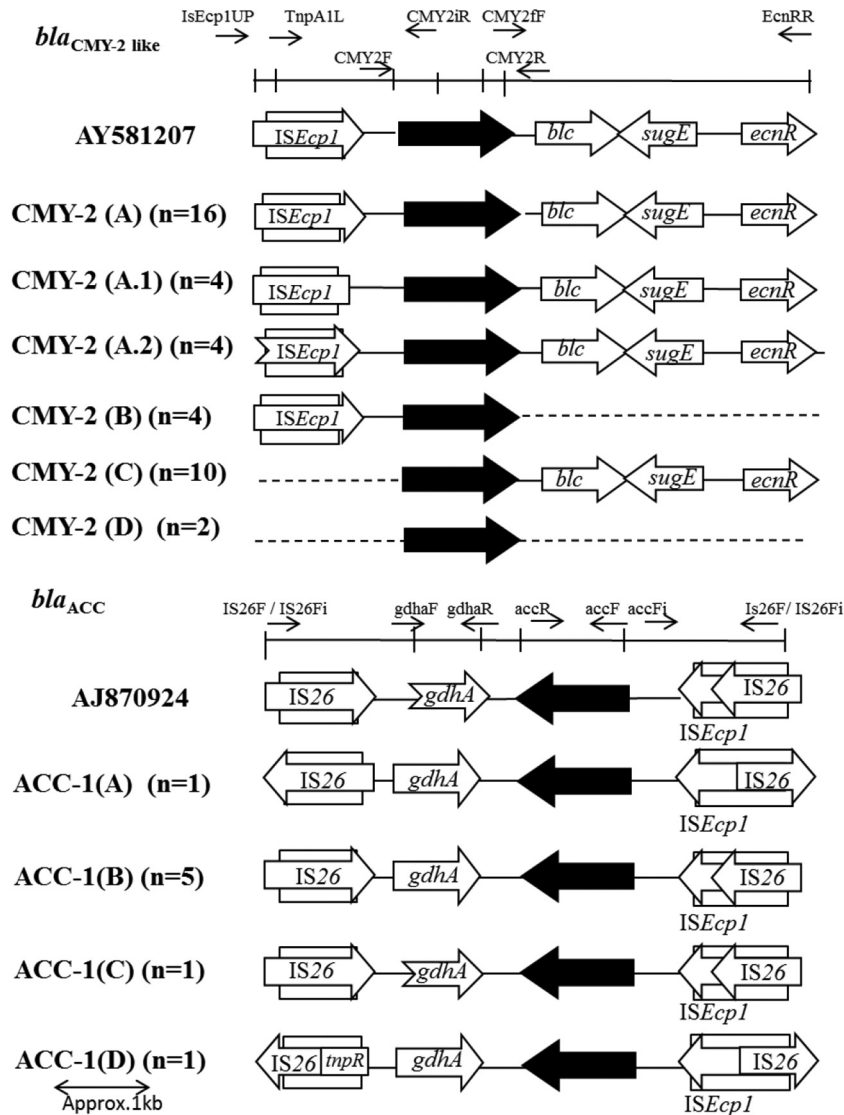 IsEcp1UP TnpA1L CMY2iR CMY2fF EcnRR
bla CMY-2 like
CMY2F CMY2R
AY581207 ISEcp1 blc sugE ecnR
CMY-2 (A) (n=16) ISEcp1 blc sugE ecnR
CMY-2 (A.1) (n=4) ISEcp1 blc sugE ecnR
CMY-2 (A.2) (n=4) ISEcp1 blc sugE ecnR
CMY-2 (B) (n=4) ISEcp1
CMY-2 (C) (n=10) blc sugE ecnR
CMY-2 (D) (n=2)
bla ACC
IS26F / IS26Fi gdhaF gdhaR accR accF accFi Is26F/ IS26Fi
AJ870924 IS26 gdhA IS26
ISEcp1
ACC-1(A) (n=1) IS26 gdhA IS26
ISEcp1
ACC-1(B) (n=5) IS26 gdhA IS26
ISEcp1
ACC-1(C) (n=1) IS26 gdhA IS26
ISEcp1
ACC-1(D) (n=1) IS26 tnpR gdhA IS26
Approx.1kb ISEcp1